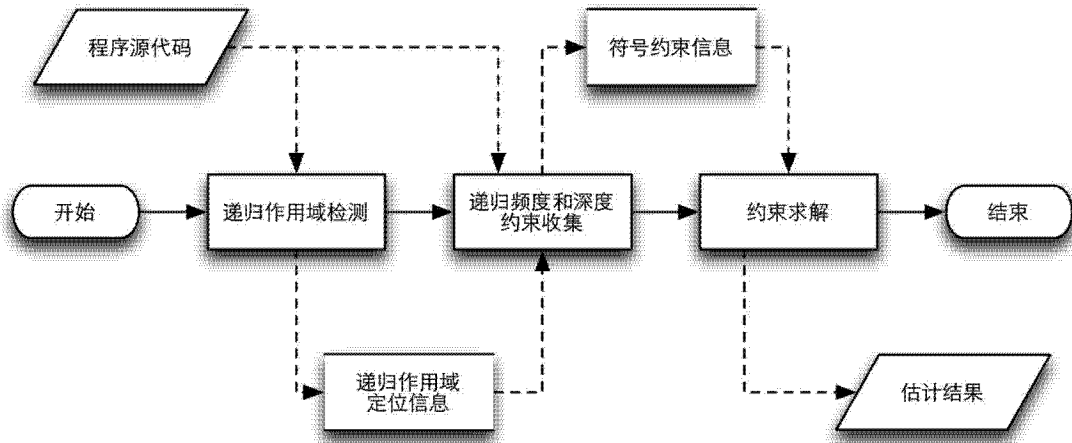 程序源代码
符号约束信息
开始
递归作用域检测
递归频度和深度
约束收集
约束求解
结束
递归作用域
定位信息
估计结果